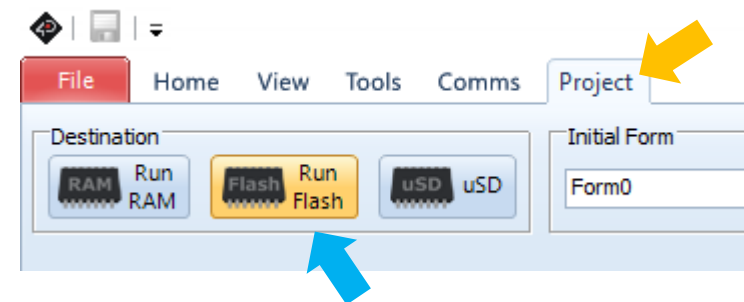 File Home View Tools Comms Project
Destination
Initial Form
RAM Run RAM
Flash Run Flash
uSD uSD
Form0